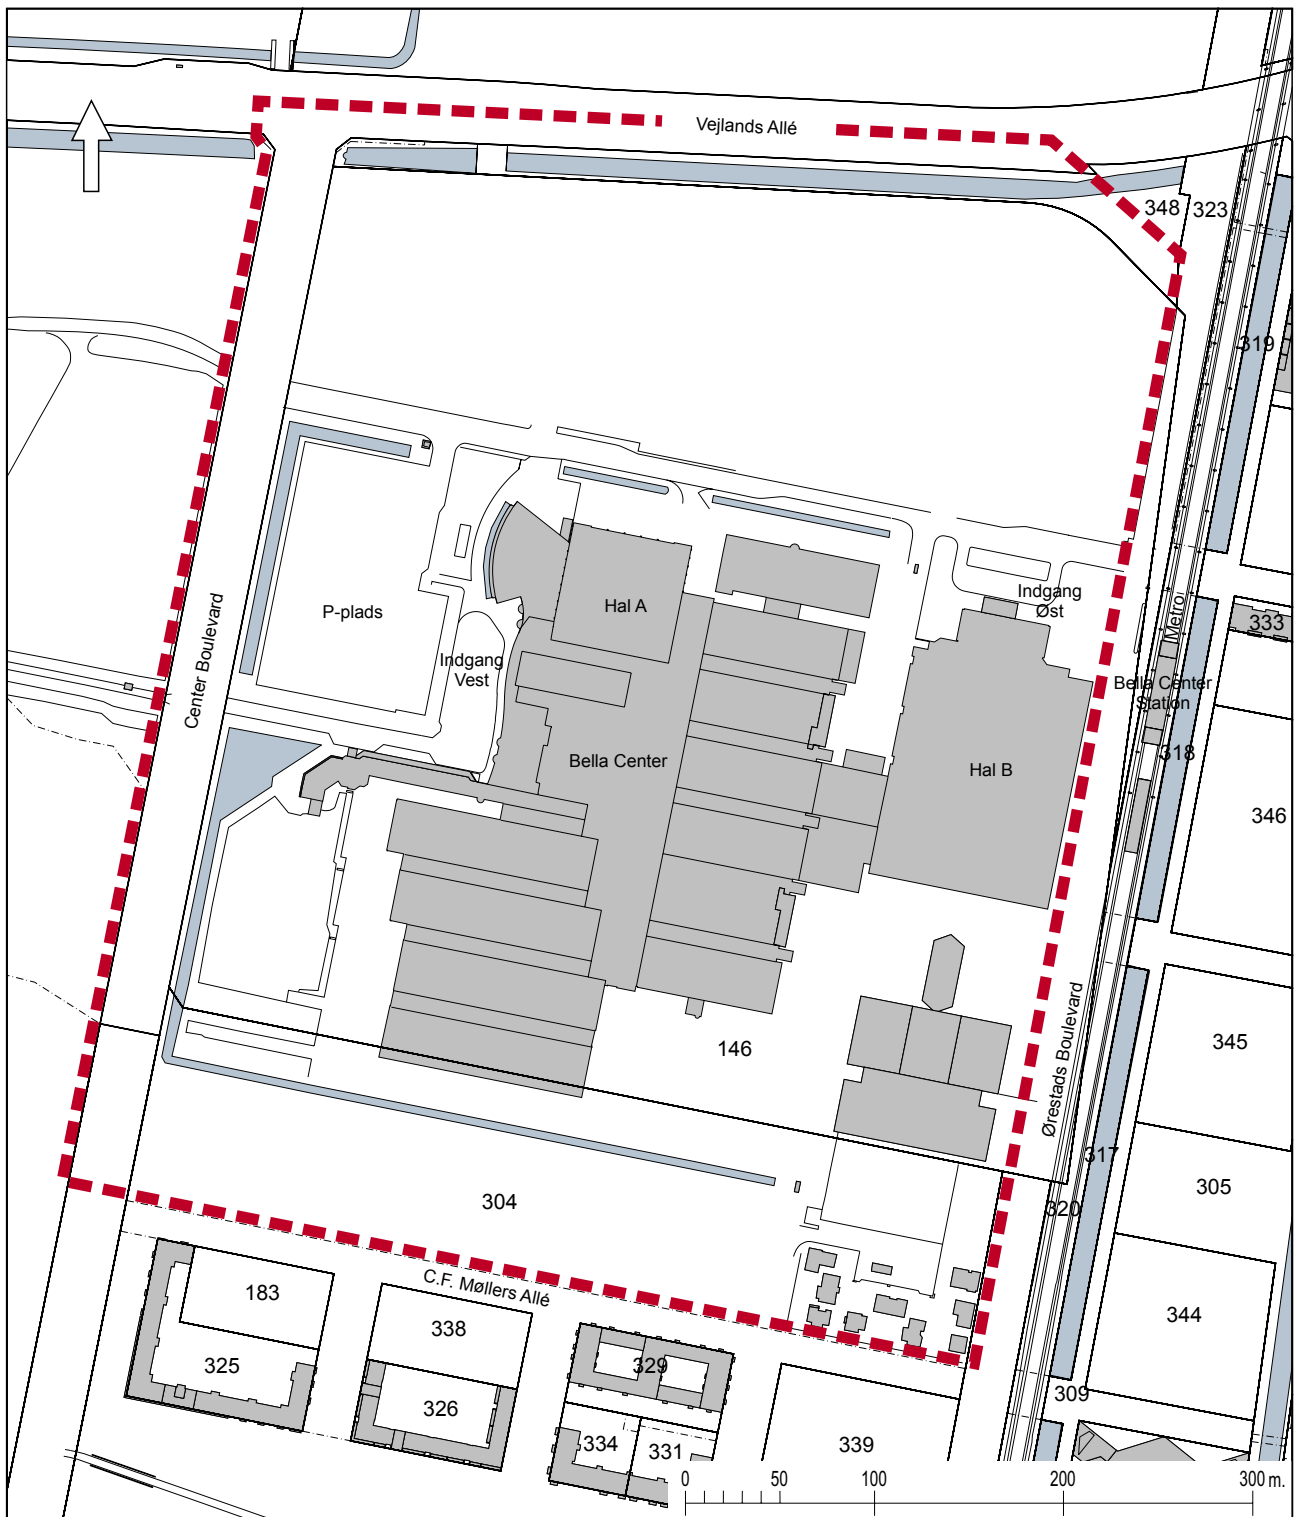 Vejlands Allé
348
323
319
Hal A
Indgang
Øst
P-plads
Metro
333
Center Boulevard
Indgang
Vest
Bella Center
Station
318
Bella Center
Hal B
346
146
345
Ørestads Boulevard
317
305
304
320
C.F. Møllers Allé
183
338
344
325
329
326
309
334
331
339
0 50 100 200 300 m.